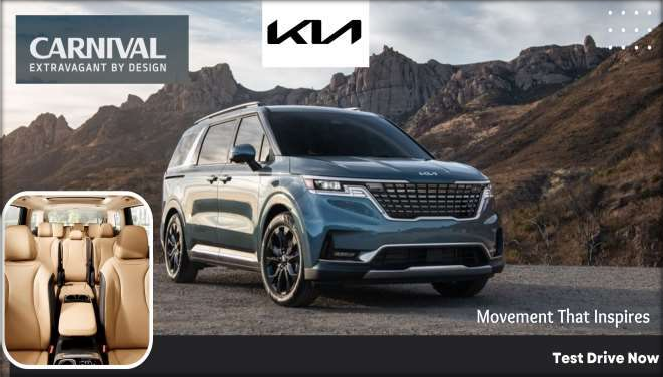 CARNIVAL
EXTRAVAGANT BY DESIGN
KIA
Movement That Inspires
Test Drive Now